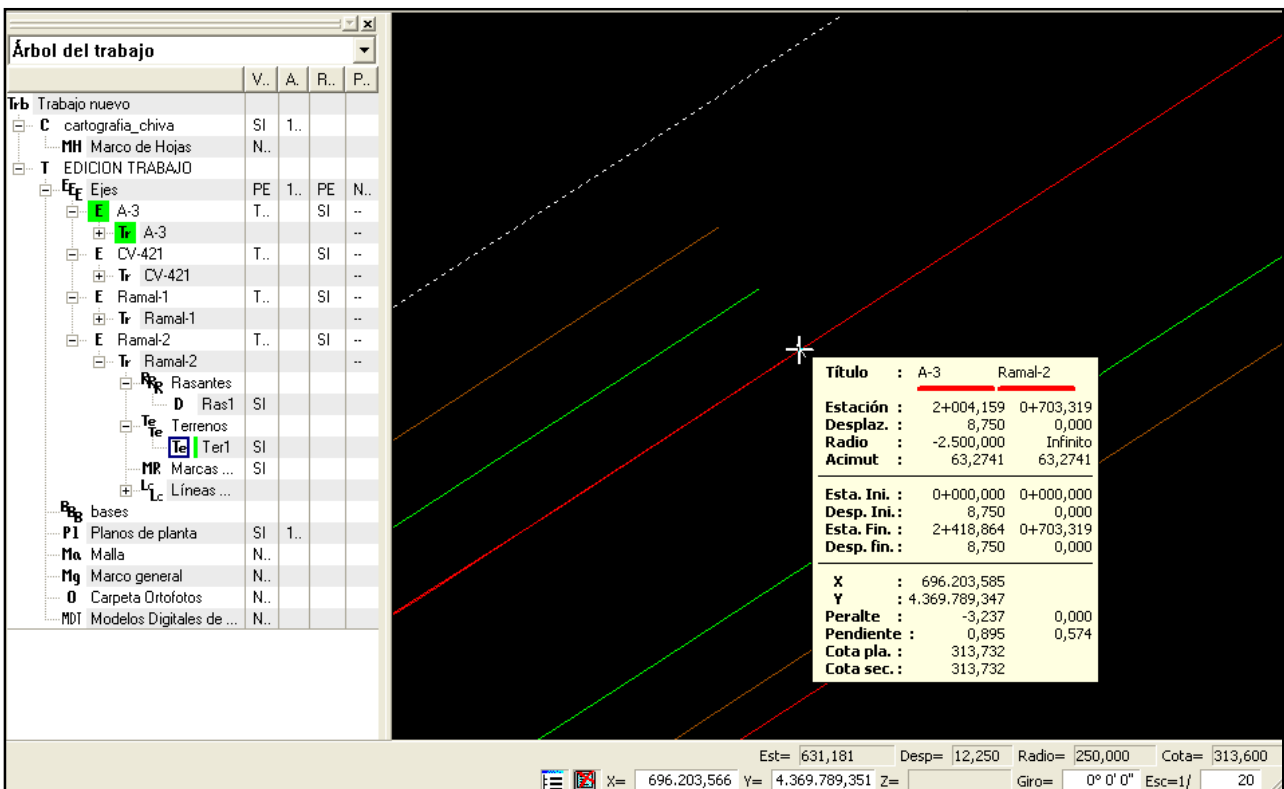 Árbol del trabajo
V.. A. R.. P..
Trb Trabajo nuevo
C cartografia_chiva SI 1..
MH Marco de Hojas N..
T EDICION TRABAJO
EEE Ejes PE 1.. PE N..
E A-3 T.. SI --
Tr A-3 --
E CV-421 T.. SI --
Tr CV-421 --
E Ramal-1 T.. SI --
Tr Ramal-1 --
E Ramal-2 T.. SI --
Tr Ramal-2 --
RRR Rasantes
D Ras1 SI
Te Te Terrenos
Te Ter1 SI
MR Marcas ... SI
Lc Lc Líneas ...
BBB bases
Pl Planos de planta SI 1..
Ma Malla N..
Mg Marco general N..
O Carpeta Ortofotos N..
MDT Modelos Digitales de ... N..
Título : A-3 Ramal-2
Estación : 2+004,159 0+703,319
Desplaz. : 8,750 0,000
Radio : -2.500,000 Infinito
Acimut : 63,2741 63,2741
Esta. Ini. : 0+000,000 0+000,000
Desp. Ini.: 8,750 0,000
Esta. Fin. : 2+418,864 0+703,319
Desp. fin. : 8,750 0,000
X : 696.203,585
Y : 4.369.789,347
Peralte : -3,237 0,000
Pendiente : 0,895 0,574
Cota pla. : 313,732
Cota sec. : 313,732
Est= 631,181 Desp= 12,250 Radio= 250,000 Cota= 313,600
X= 696.203,566 Y= 4.369.789,351 Z= Giro= 0° 0' 0" Esc=1/ 20